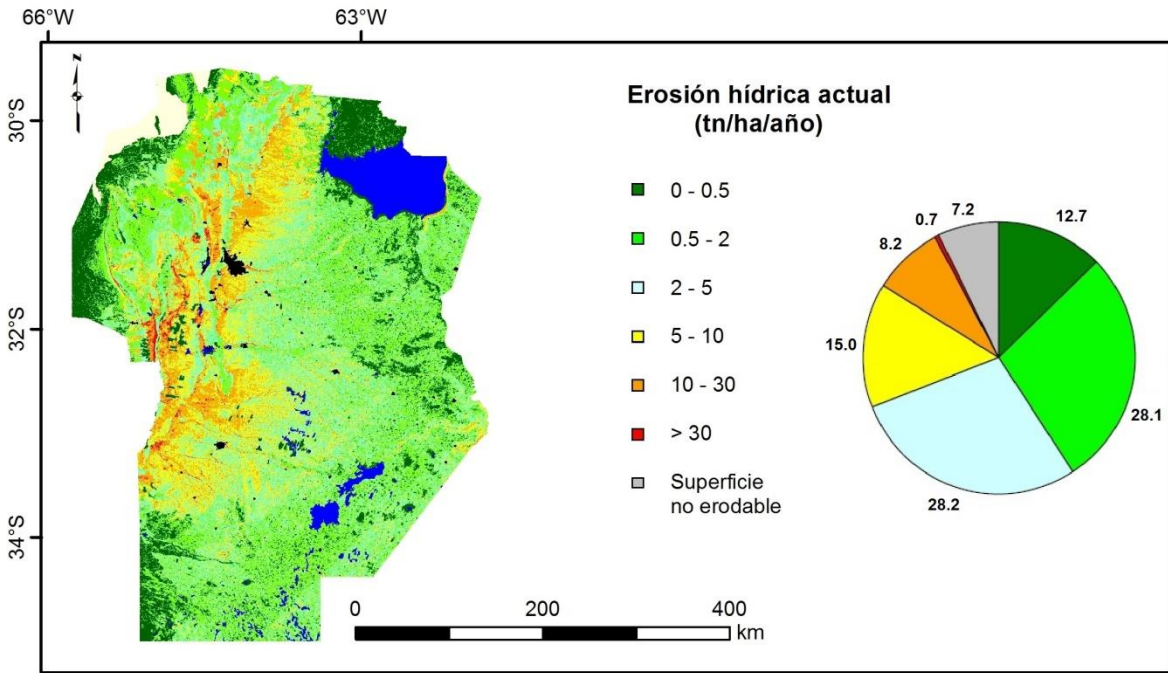 66°W
63°W
z
30°S
32°S
34°S
Erosión hídrica actual
(tn/ha/año)
0 - 0.5
0.5 - 2
2 - 5
5 - 10
10 - 30
> 30
Superficie
no erodable
0.7
7.2
12.7
8.2
15.0
28.1
28.2
0
200
400
km